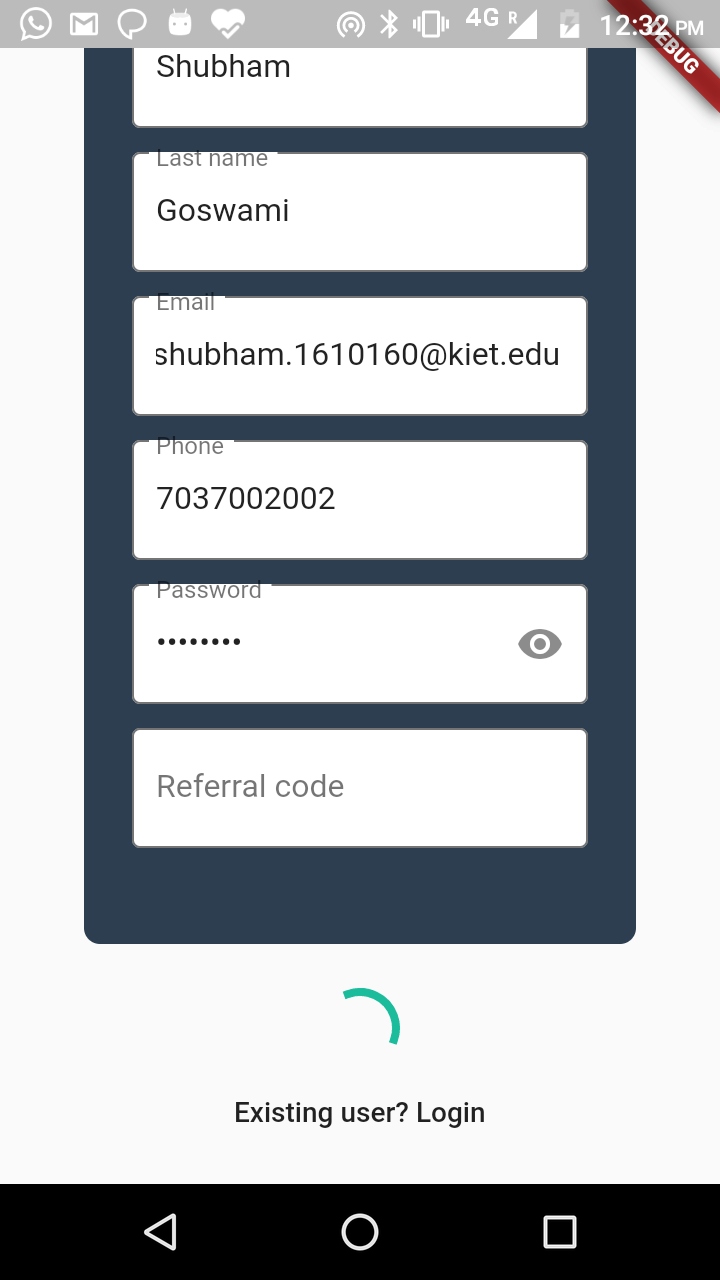 4G R 12:32 PM
DEBUG
Shubham
Last name
Goswami
Email
shubham.1610160@kiet.edu
Phone
7037002002
Password
••••••••
Referral code
Existing user? Login